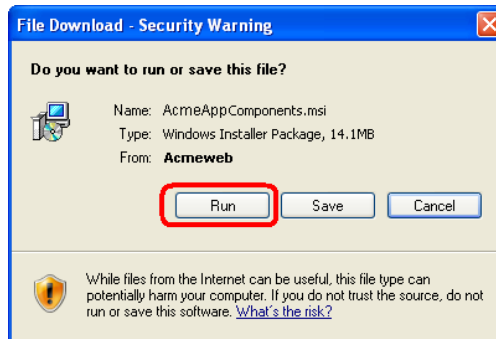 File Download - Security Warning
Do you want to run or save this file?
Name: AcmeAppComponents.msi
Type: Windows Installer Package, 14.1MB
From: Acmeweb
Run Save Cancel
While files from the Internet can be useful, this file type can
potentially harm your computer. If you do not trust the source, do not
run or save this software. What's the risk?